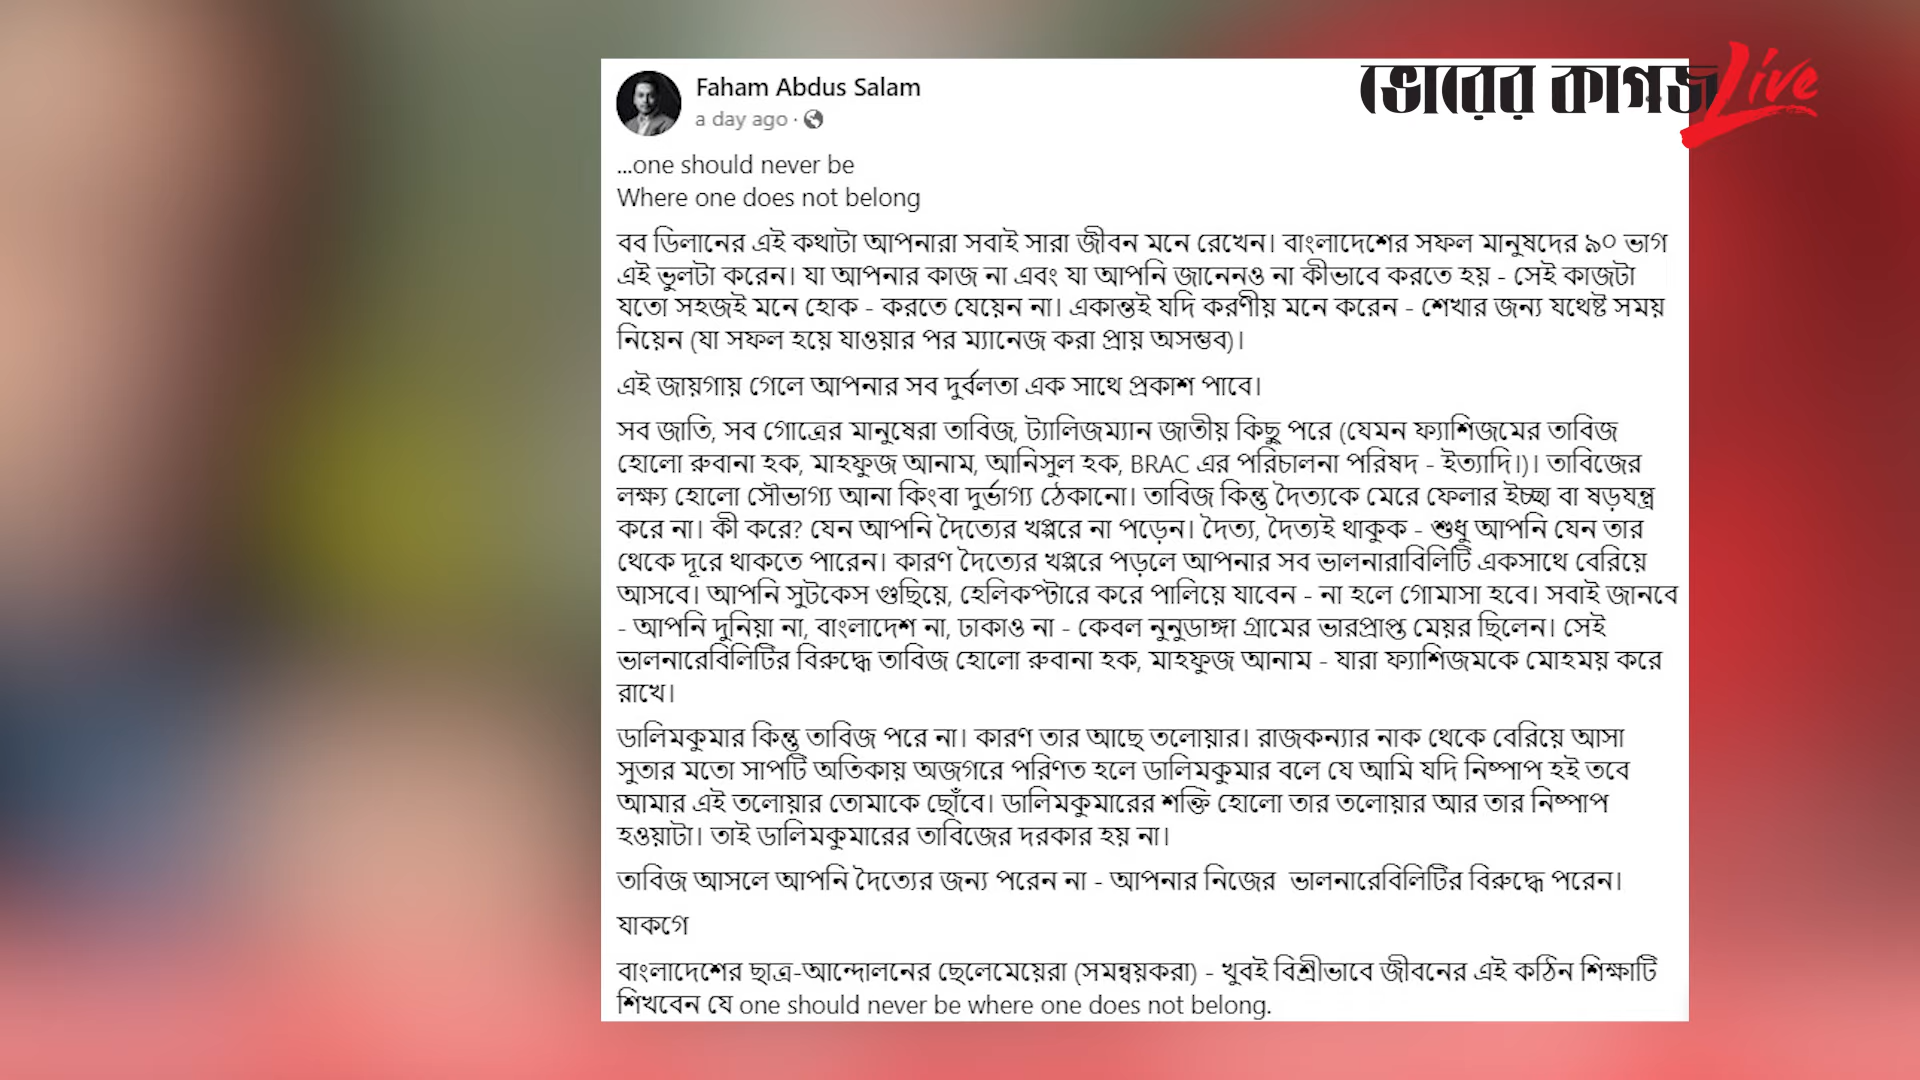 ভোরের কাগজ Live
Faham Abdus Salam
a day ago ·
...one should never be
Where one does not belong
বব ডিলানের এই কথাটা আপনারা সবাই সারা জীবন মনে রেখেন। বাংলাদেশের সফল মানুষদের ৯০ ভাগ
এই ভুলটা করেন। যা আপনার কাজ না এবং যা আপনি জানেনও না কীভাবে করতে হয় - সেই কাজটা
যতো সহজই মনে হোক - করতে যেয়েন না। একান্তই যদি করণীয় মনে করেন - শেখার জন্য যথেষ্ট সময়
নিয়েন (যা সফল হয়ে যাওয়ার পর ম্যানেজ করা প্রায় অসম্ভব)।
এই জায়গায় গেলে আপনার সব দুর্বলতা এক সাথে প্রকাশ পাবে।
সব জাতি, সব গোত্রের মানুষেরা তাবিজ, ট্যালিজম্যান জাতীয় কিছু পরে (যেমন ফ্যাশিজমের তাবিজ
হোলো রুবানা হক, মাহফুজ আনাম, আনিসুল হক, BRAC এর পরিচালনা পরিষদ - ইত্যাদি।)। তাবিজের
লক্ষ্য হোলো সৌভাগ্য আনা কিংবা দুর্ভাগ্য ঠেকানো। তাবিজ কিন্তু দৈত্যকে মেরে ফেলার ইচ্ছা বা ষড়যন্ত্র
করে না। কী করে? যেন আপনি দৈত্যের খপ্পরে না পড়েন। দৈত্য, দৈত্যই থাকুক - শুধু আপনি যেন তার
থেকে দূরে থাকতে পারেন। কারণ দৈত্যের খপ্পরে পড়লে আপনার সব ভালনারাবিলিটি একসাথে বেরিয়ে
আসবে। আপনি সুটকেস গুছিয়ে, হেলিকপ্টারে করে পালিয়ে যাবেন - না হলে গোমাসা হবে। সবাই জানবে
- আপনি দুনিয়া না, বাংলাদেশ না, ঢাকাও না - কেবল নুনুডাঙ্গা গ্রামের ভারপ্রাপ্ত মেয়র ছিলেন। সেই
ভালনারেবিলিটির বিরুদ্ধে তাবিজ হোলো রুবানা হক, মাহফুজ আনাম - যারা ফ্যাশিজমকে মোহময় করে
রাখে।
ডালিমকুমার কিন্তু তাবিজ পরে না। কারণ তার আছে তলোয়ার। রাজকন্যার নাক থেকে বেরিয়ে আসা
সুতার মতো সাপটি অতিকায় অজগরে পরিণত হলে ডালিমকুমার বলে যে আমি যদি নিষ্পাপ হই তবে
আমার এই তলোয়ার তোমাকে ছোঁবে। ডালিমকুমারের শক্তি হোলো তার তলোয়ার আর তার নিষ্পাপ
হওয়াটা। তাই ডালিমকুমারের তাবিজের দরকার হয় না।
তাবিজ আসলে আপনি দৈত্যের জন্য পরেন না - আপনার নিজের ভালনারেবিলিটির বিরুদ্ধে পরেন।
যাকগে
বাংলাদেশের ছাত্র-আন্দোলনের ছেলেমেয়েরা (সমন্বয়করা) - খুবই বিশ্রীভাবে জীবনের এই কঠিন শিক্ষাটি
শিখবেন যে one should never be where one does not belong.